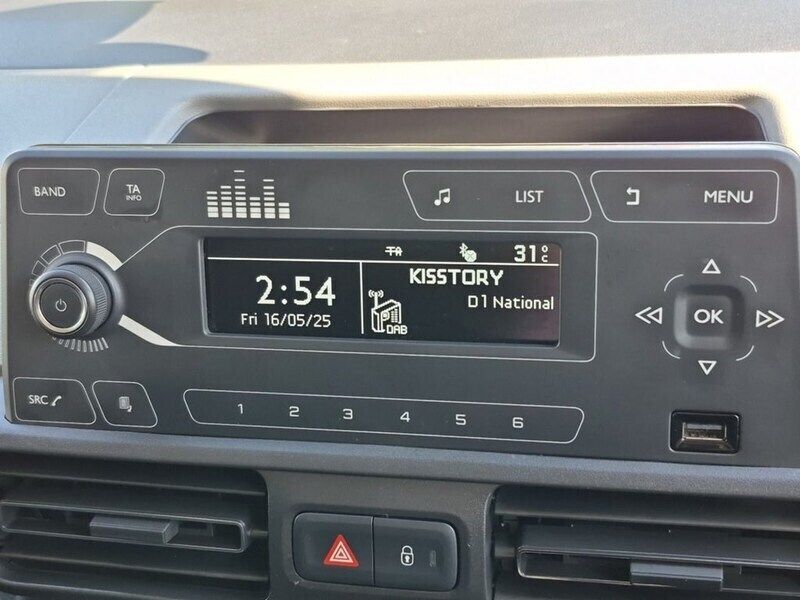 BAND
TA
INFO
LIST
MENU
TA
31°C
2:54
KISSTORY
D1 National
Fri 16/05/25
DAB
OK
SRC
1 2 3 4 5 6